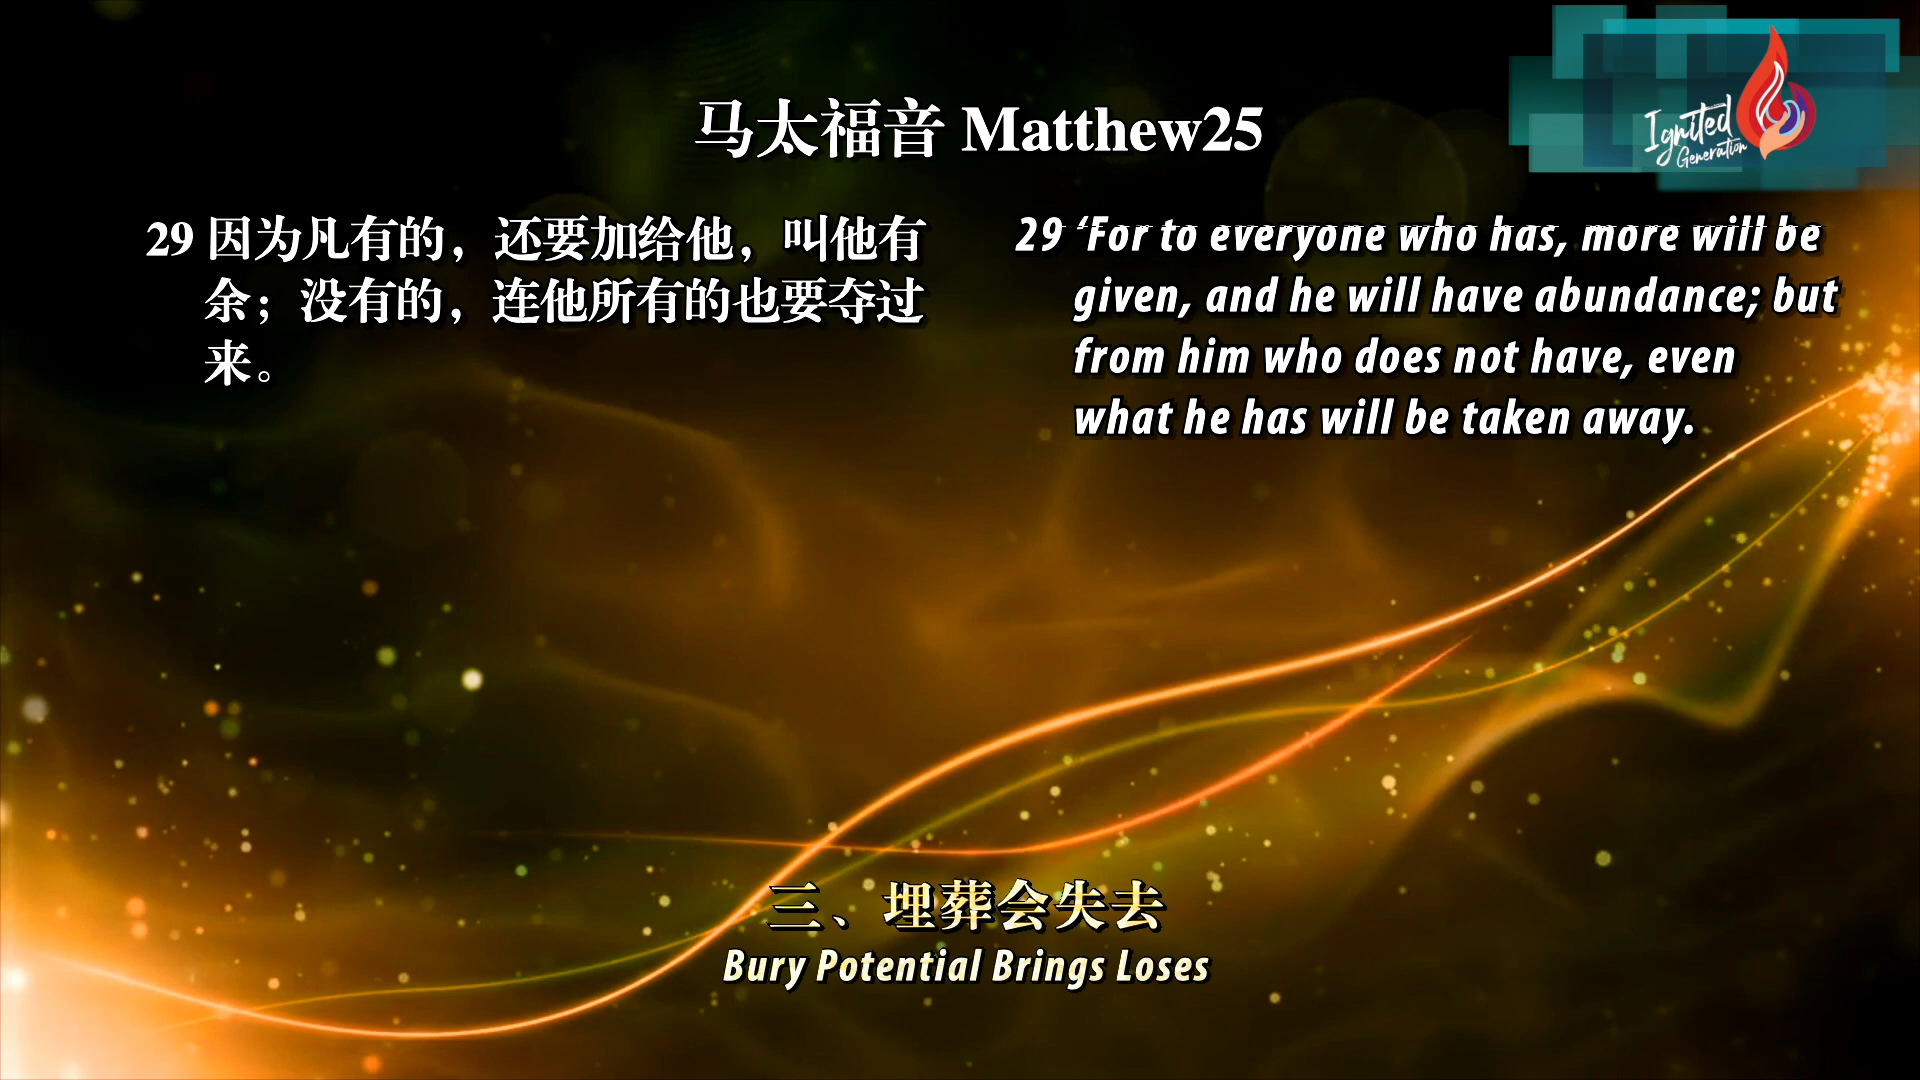 Ignited
Generation
马太福音 Matthew25
29 因为凡有的，还要加给他，叫他有
余；没有的，连他所有的也要夺过
来。
29 ‘For to everyone who has, more will be
given, and he will have abundance; but
from him who does not have, even
what he has will be taken away.
三、埋葬会失去
Bury Potential Brings Loses